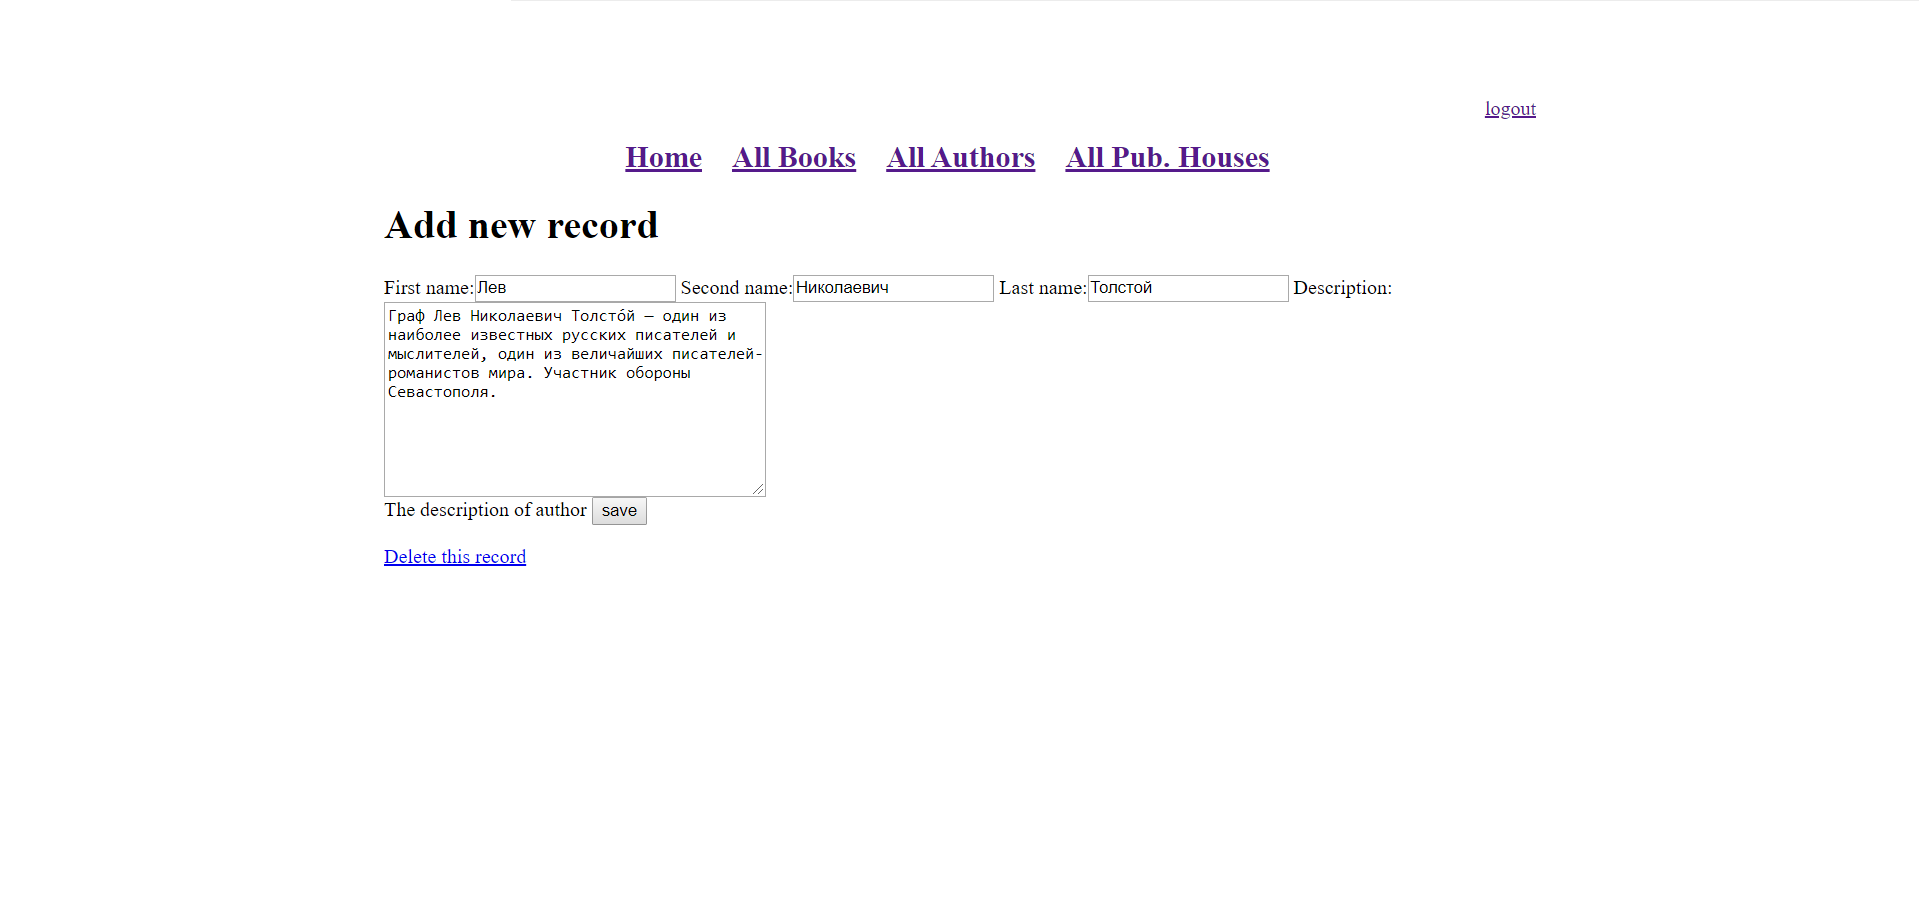 logout
Home All Books All Authors All Pub. Houses
Add new record
First name: Лев Second name: Николаевич Last name: Толстой Description:
Граф Лев Николаевич Толсто́й — один из
наиболее известных русских писателей и
мыслителей, один из величайших писателей-
романистов мира. Участник обороны
Севастополя.
The description of author save
Delete this record